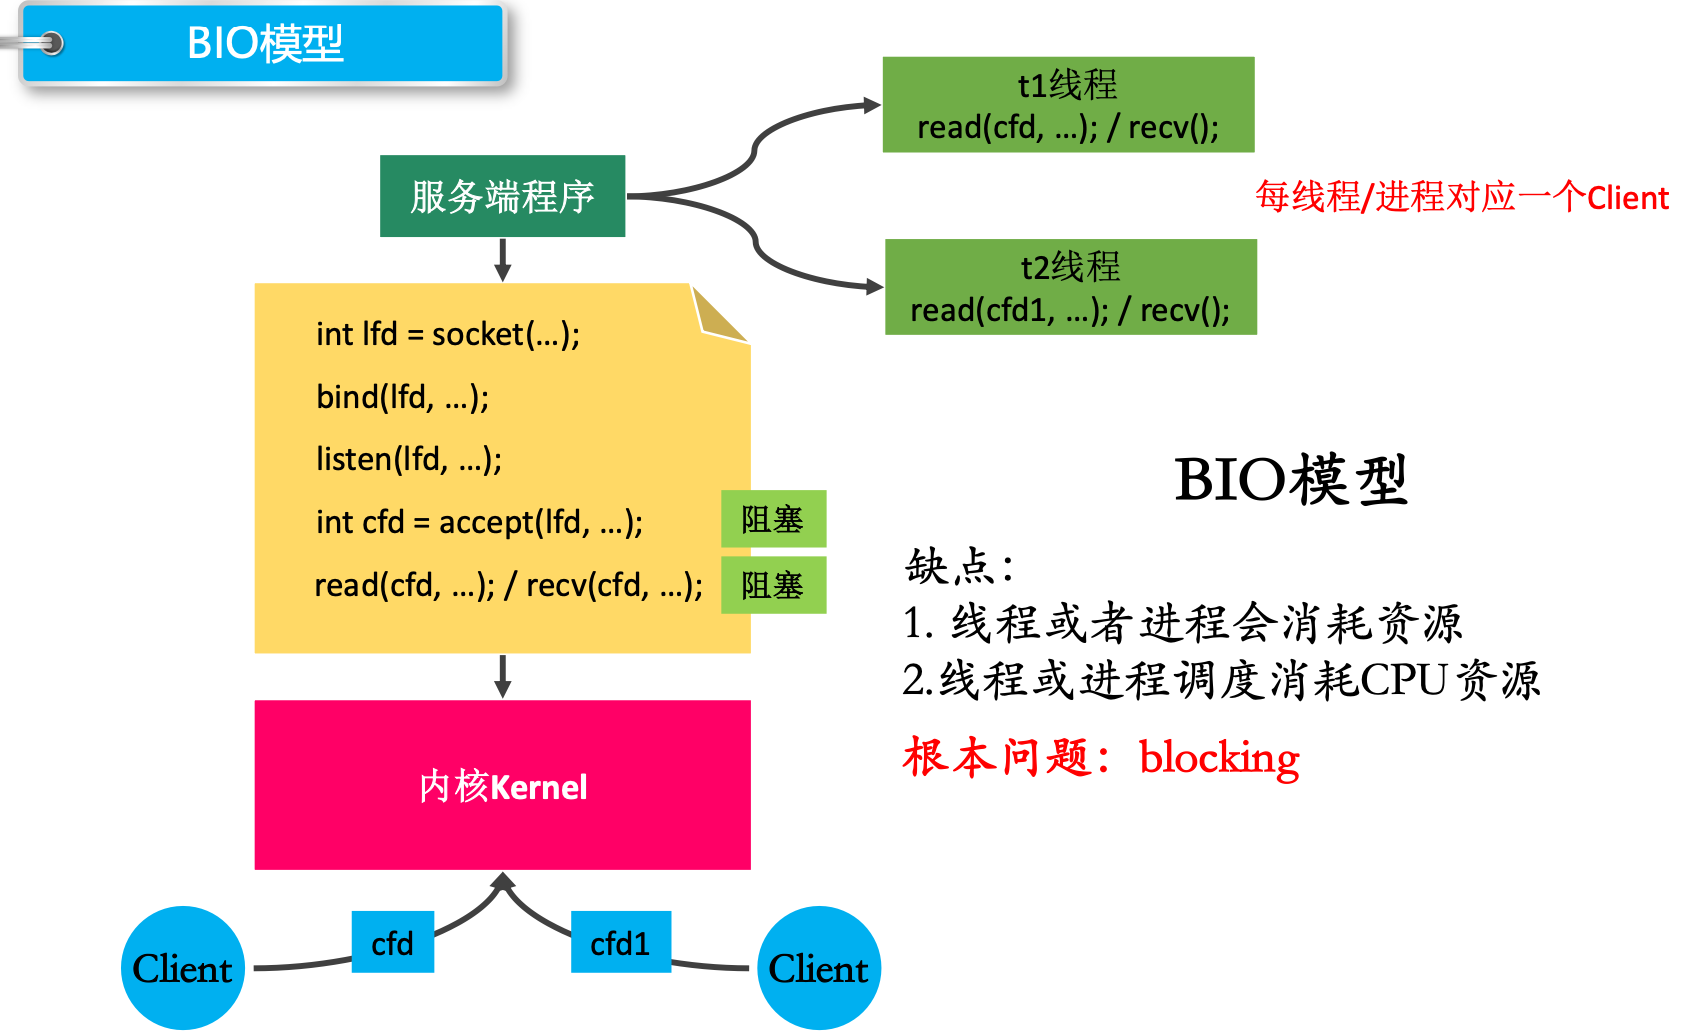 BIO模型
t1线程
read(cfd, ...); / recv();
服务端程序
每线程/进程对应一个Client
t2线程
read(cfd1, ...); / recv();
int lfd = socket(...);
bind(lfd, ...);
listen(lfd, ...);
int cfd = accept(lfd, ...);
阻塞
read(cfd, ...); / recv(cfd, ...);
阻塞
BIO模型
缺点：
1. 线程或者进程会消耗资源
2.线程或进程调度消耗CPU资源
根本问题：blocking
内核Kernel
cfd
cfd1
Client
Client